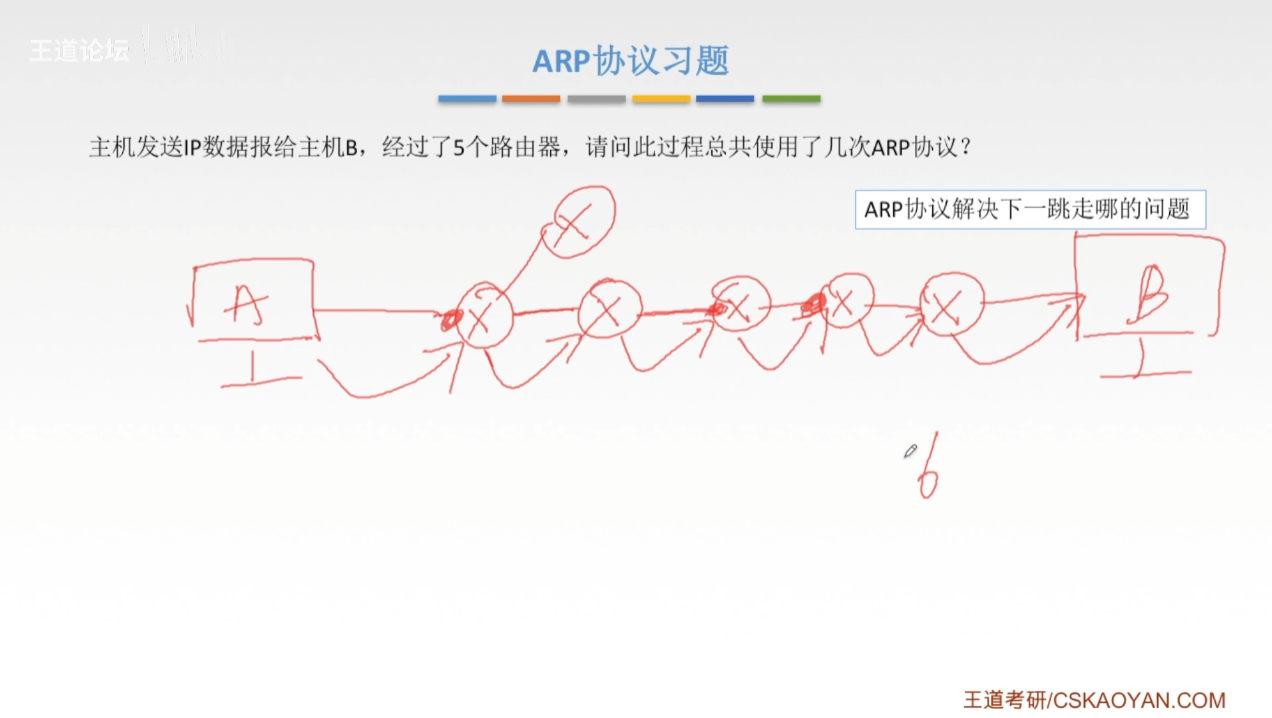 王道论坛
ARP协议习题
主机发送IP数据报给主机B，经过了5个路由器，请问此过程总共使用了几次ARP协议？
ARP协议解决下一跳走哪的问题
X
A
X
X
X
X
X
B
6
王道考研/CSKAOYAN.COM